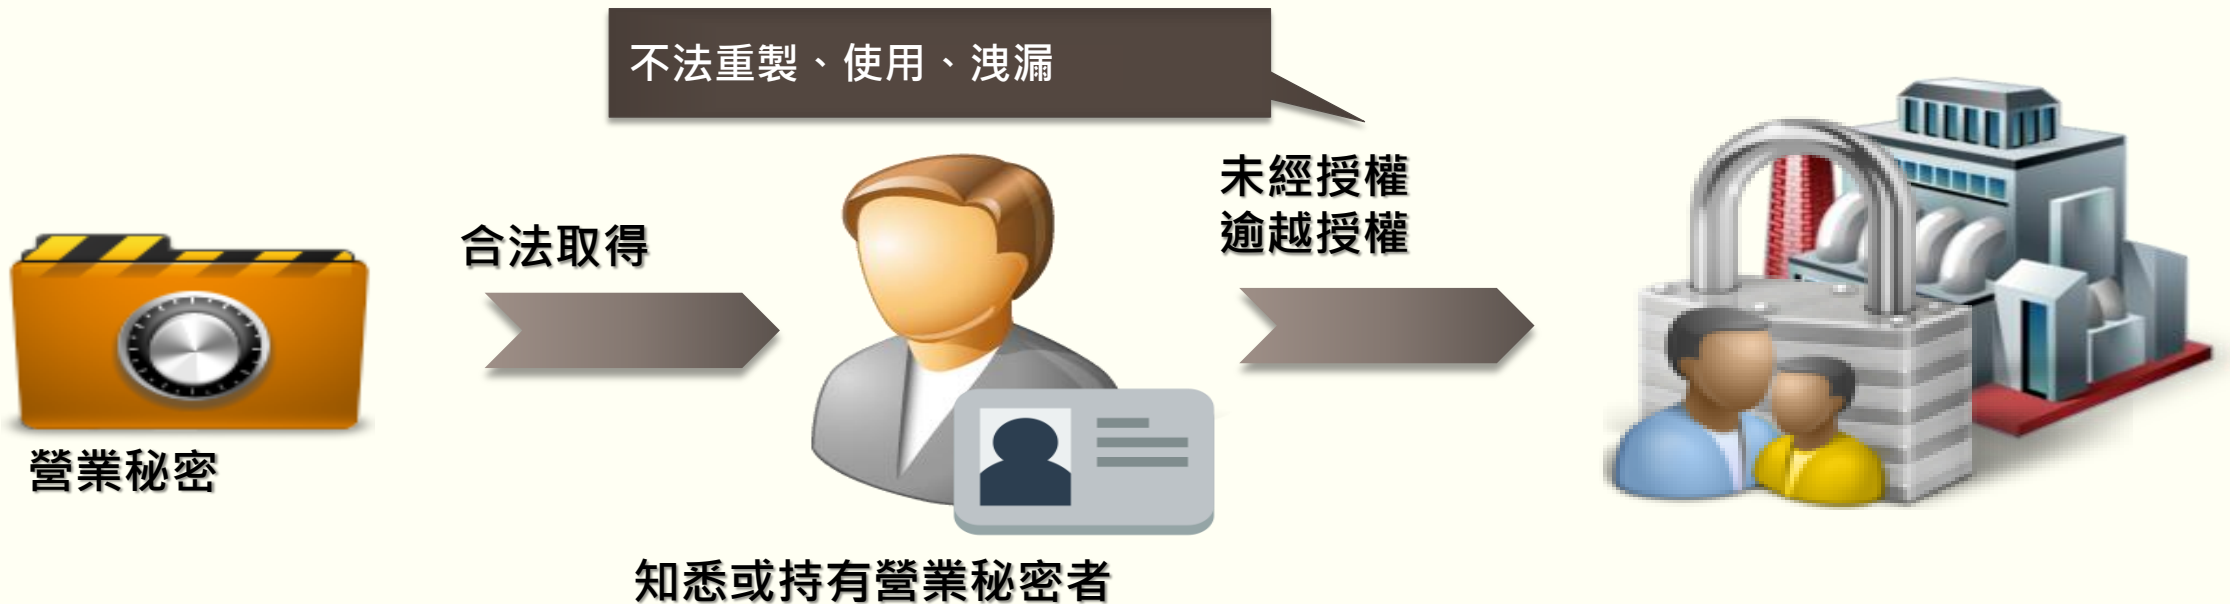 不法重製、使用、洩漏
未經授權
逾越授權
合法取得
營業秘密
知悉或持有營業秘密者